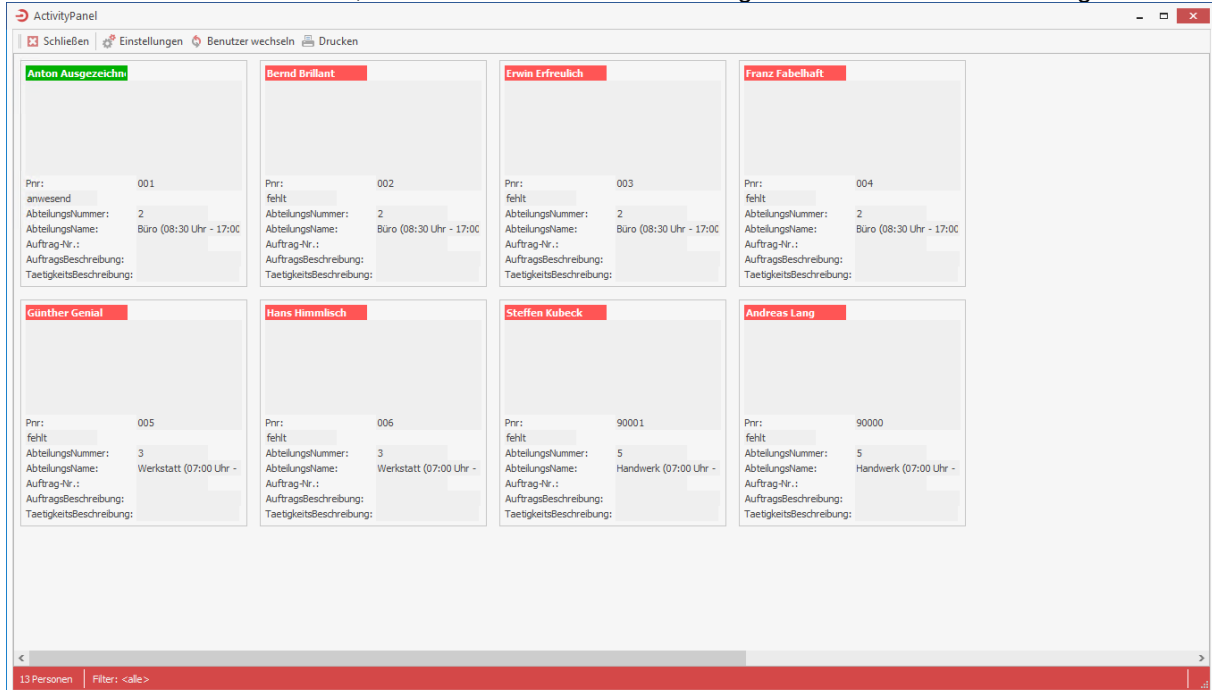 ActivityPanel
Schließen Einstellungen Benutzer wechseln Drucken
Anton Ausgezeichn
Pnr: 001
anwesend
AbteilungsNummer: 2
AbteilungsName: Büro (08:30 Uhr - 17:00
Auftrag-Nr.:
AuftragsBeschreibung:
TaetigkeitsBeschreibung:
Bernd Brillant
Pnr: 002
fehlt
AbteilungsNummer: 2
AbteilungsName: Büro (08:30 Uhr - 17:00
Auftrag-Nr.:
AuftragsBeschreibung:
TaetigkeitsBeschreibung:
Erwin Erfreulich
Pnr: 003
fehlt
AbteilungsNummer: 2
AbteilungsName: Büro (08:30 Uhr - 17:00
Auftrag-Nr.:
AuftragsBeschreibung:
TaetigkeitsBeschreibung:
Franz Fabelhaft
Pnr: 004
fehlt
AbteilungsNummer: 2
AbteilungsName: Büro (08:30 Uhr - 17:00
Auftrag-Nr.:
AuftragsBeschreibung:
TaetigkeitsBeschreibung:
Günther Genial
Pnr: 005
fehlt
AbteilungsNummer: 3
AbteilungsName: Werkstatt (07:00 Uhr -
Auftrag-Nr.:
AuftragsBeschreibung:
TaetigkeitsBeschreibung:
Hans Himmlisch
Pnr: 006
fehlt
AbteilungsNummer: 3
AbteilungsName: Werkstatt (07:00 Uhr -
Auftrag-Nr.:
AuftragsBeschreibung:
TaetigkeitsBeschreibung:
Steffen Kubeck
Pnr: 90001
fehlt
AbteilungsNummer: 5
AbteilungsName: Handwerk (07:00 Uhr -
Auftrag-Nr.:
AuftragsBeschreibung:
TaetigkeitsBeschreibung:
Andreas Lang
Pnr: 90000
fehlt
AbteilungsNummer: 5
AbteilungsName: Handwerk (07:00 Uhr -
Auftrag-Nr.:
AuftragsBeschreibung:
TaetigkeitsBeschreibung:
13 Personen Filter: <alle>